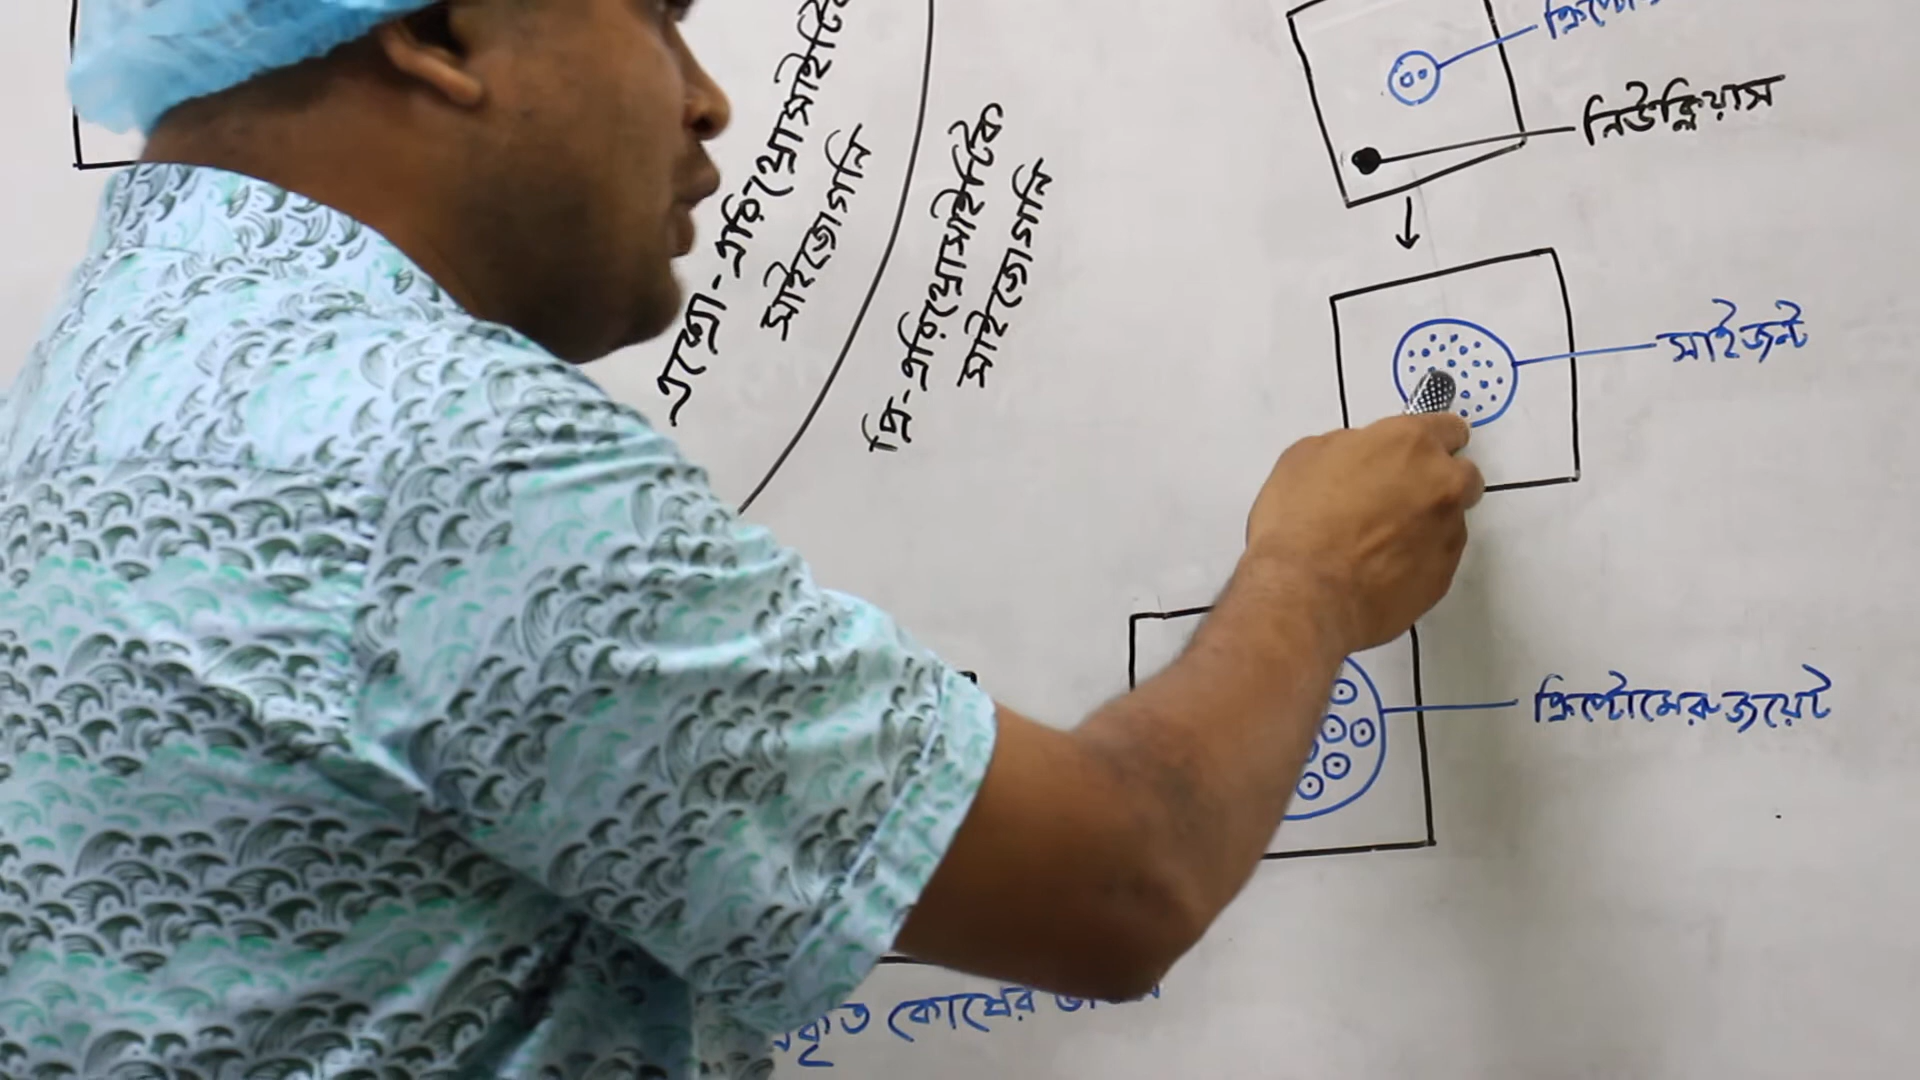 এক্সো-এরিথ্রোসাইটিক
সাইজোগনি
প্রি-এরিথ্রোসাইটিক
সাইজোগনি
নিউক্লিয়াস
সাইজন্ট
ক্রিপ্টোমেরুজয়েট
কোষের